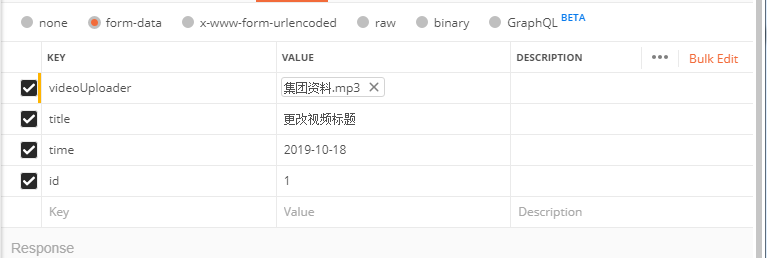 none form-data x-www-form-urlencoded raw binary GraphQL BETA
KEY VALUE DESCRIPTION ••• Bulk Edit
videoUploader 集团资料.mp3 ✕
title 更改视频标题
time 2019-10-18
id 1
Key Value Description
Response